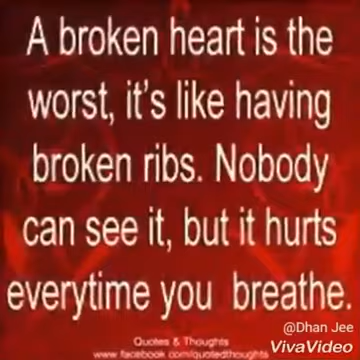 A broken heart is the
worst, it's like having
broken ribs. Nobody
can see it, but it hurts
everytime you breathe.
@Dhan Jee
VivaVideo
Quotes & Thoughts
www.facebook.com/quotedthoughts